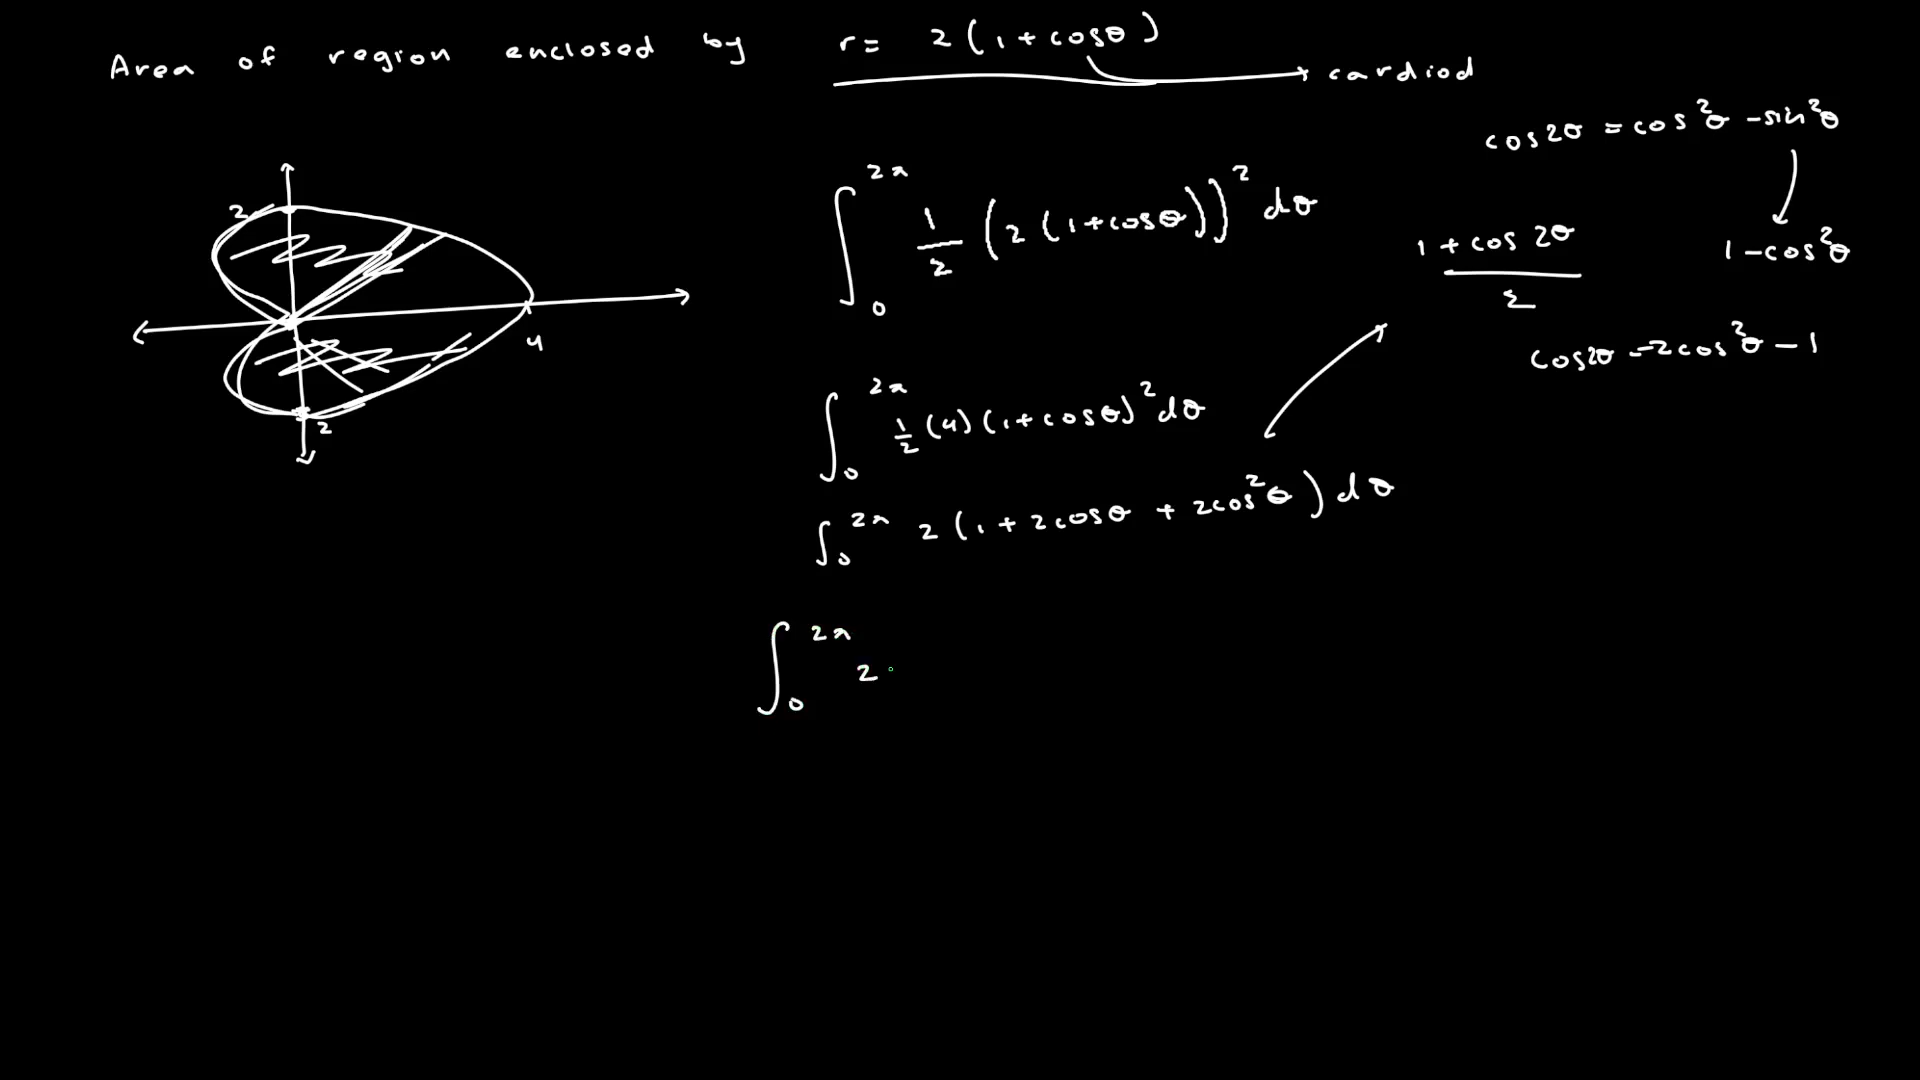 Area of region enclosed by r = 2(1+cosθ)
→ cardiod
cos2θ = cos²θ - sin²θ
1 - cos²θ
1 + cos 2θ / 2
cos2θ = 2cos²θ - 1
2
4
2
∫₀^2π 1/2 (2(1+cosθ))² dθ
∫₀^2π 1/2 (4)(1+cosθ)² dθ
∫₀^2π 2(1 + 2cosθ + 2cos²θ) dθ
∫₀^2π 2